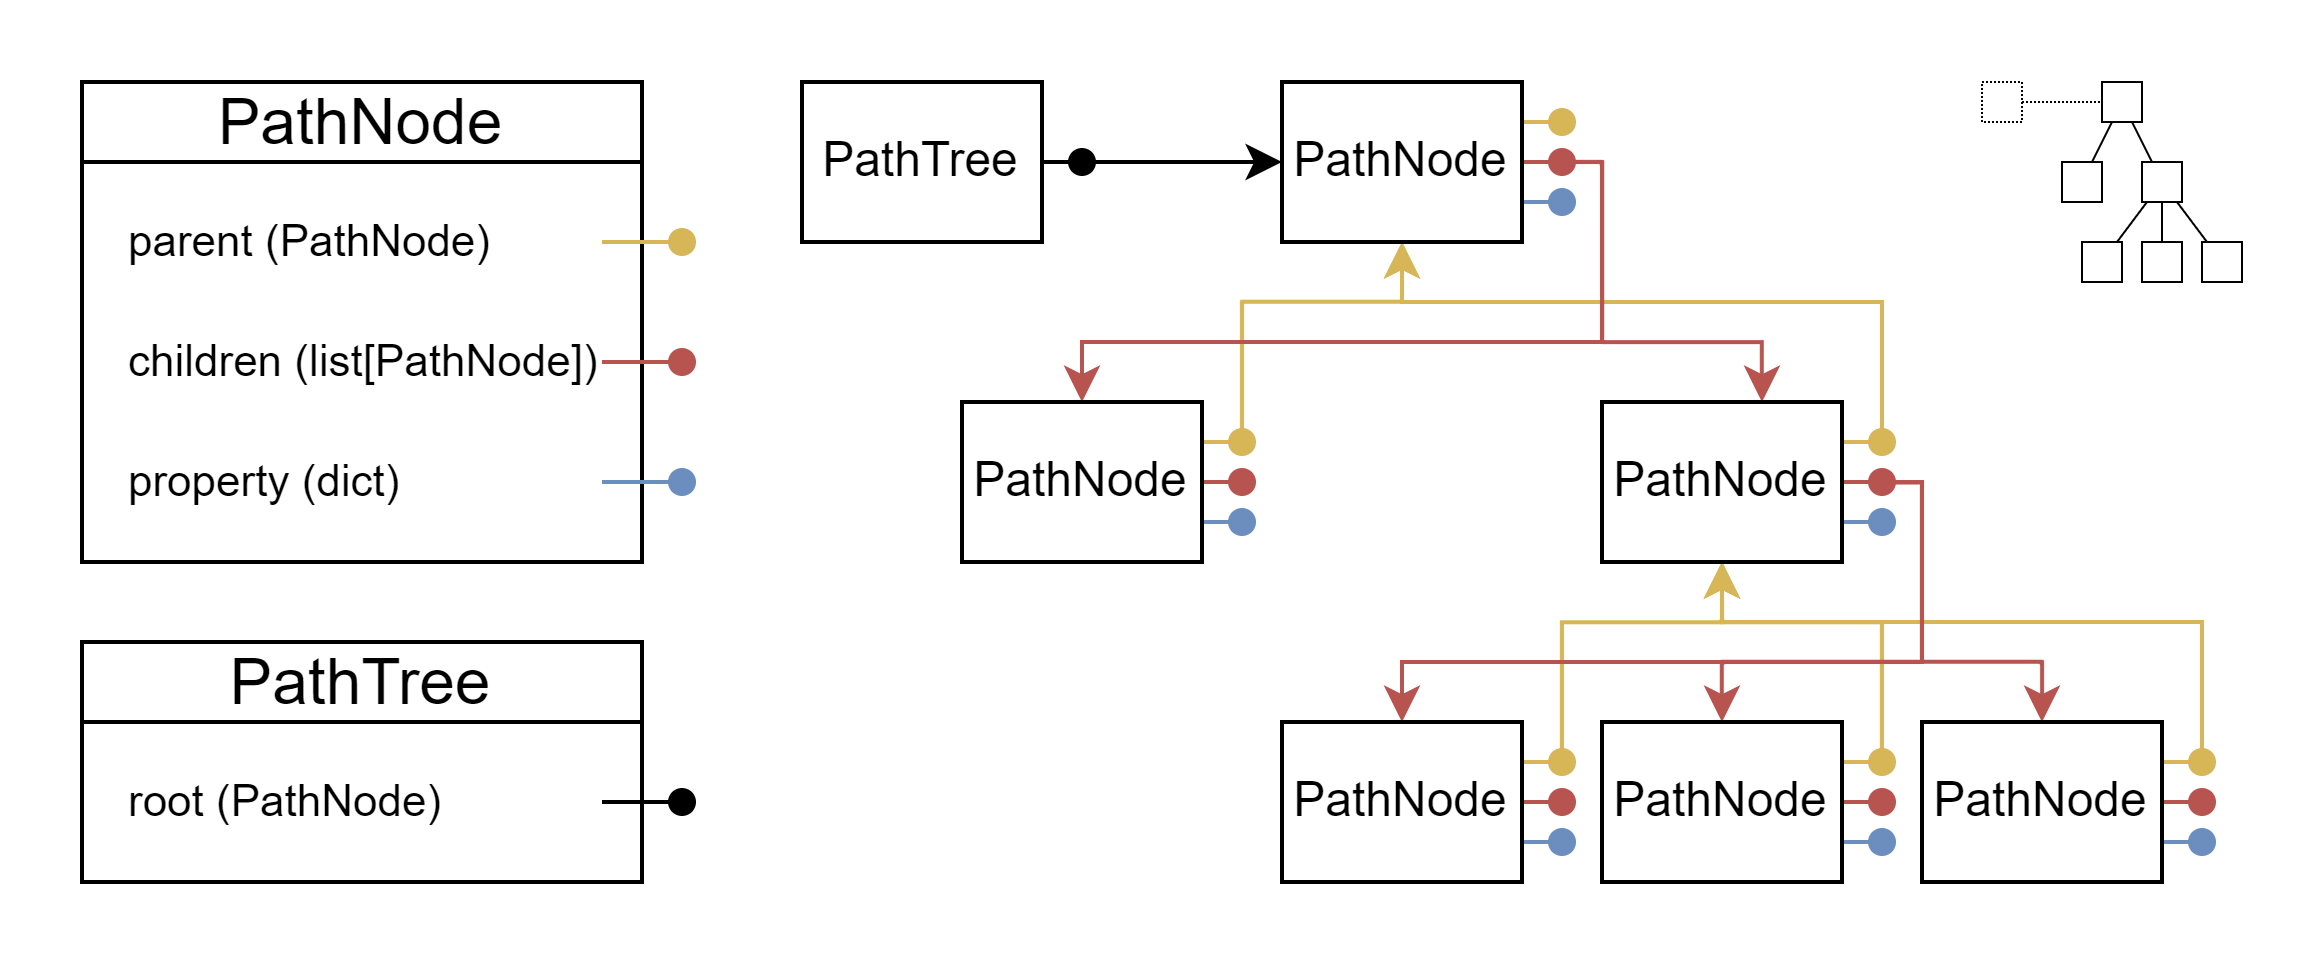 PathNode
parent (PathNode)
children (list[PathNode])
property (dict)
PathTree
root (PathNode)
PathTree
PathNode
PathNode
PathNode
PathNode
PathNode
PathNode